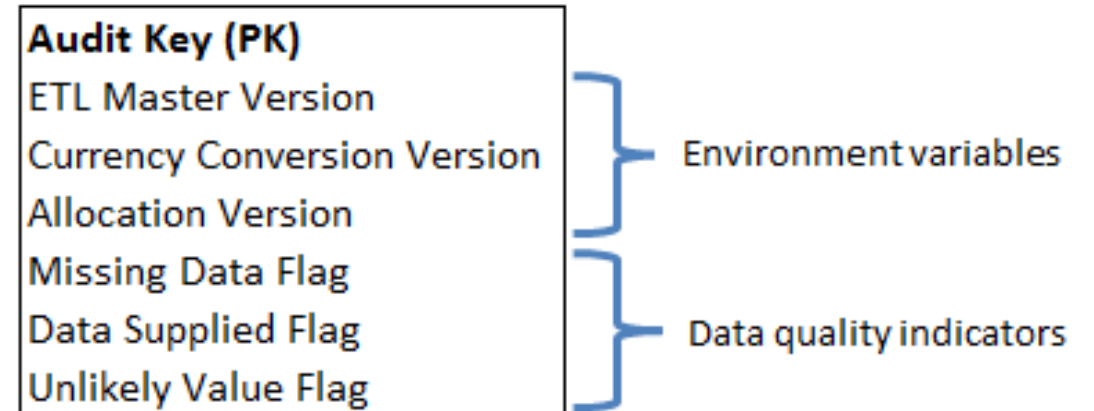 Audit Key (PK)
ETL Master Version
Currency Conversion Version
Allocation Version
Missing Data Flag
Data Supplied Flag
Unlikely Value Flag
Environment variables
Data quality indicators